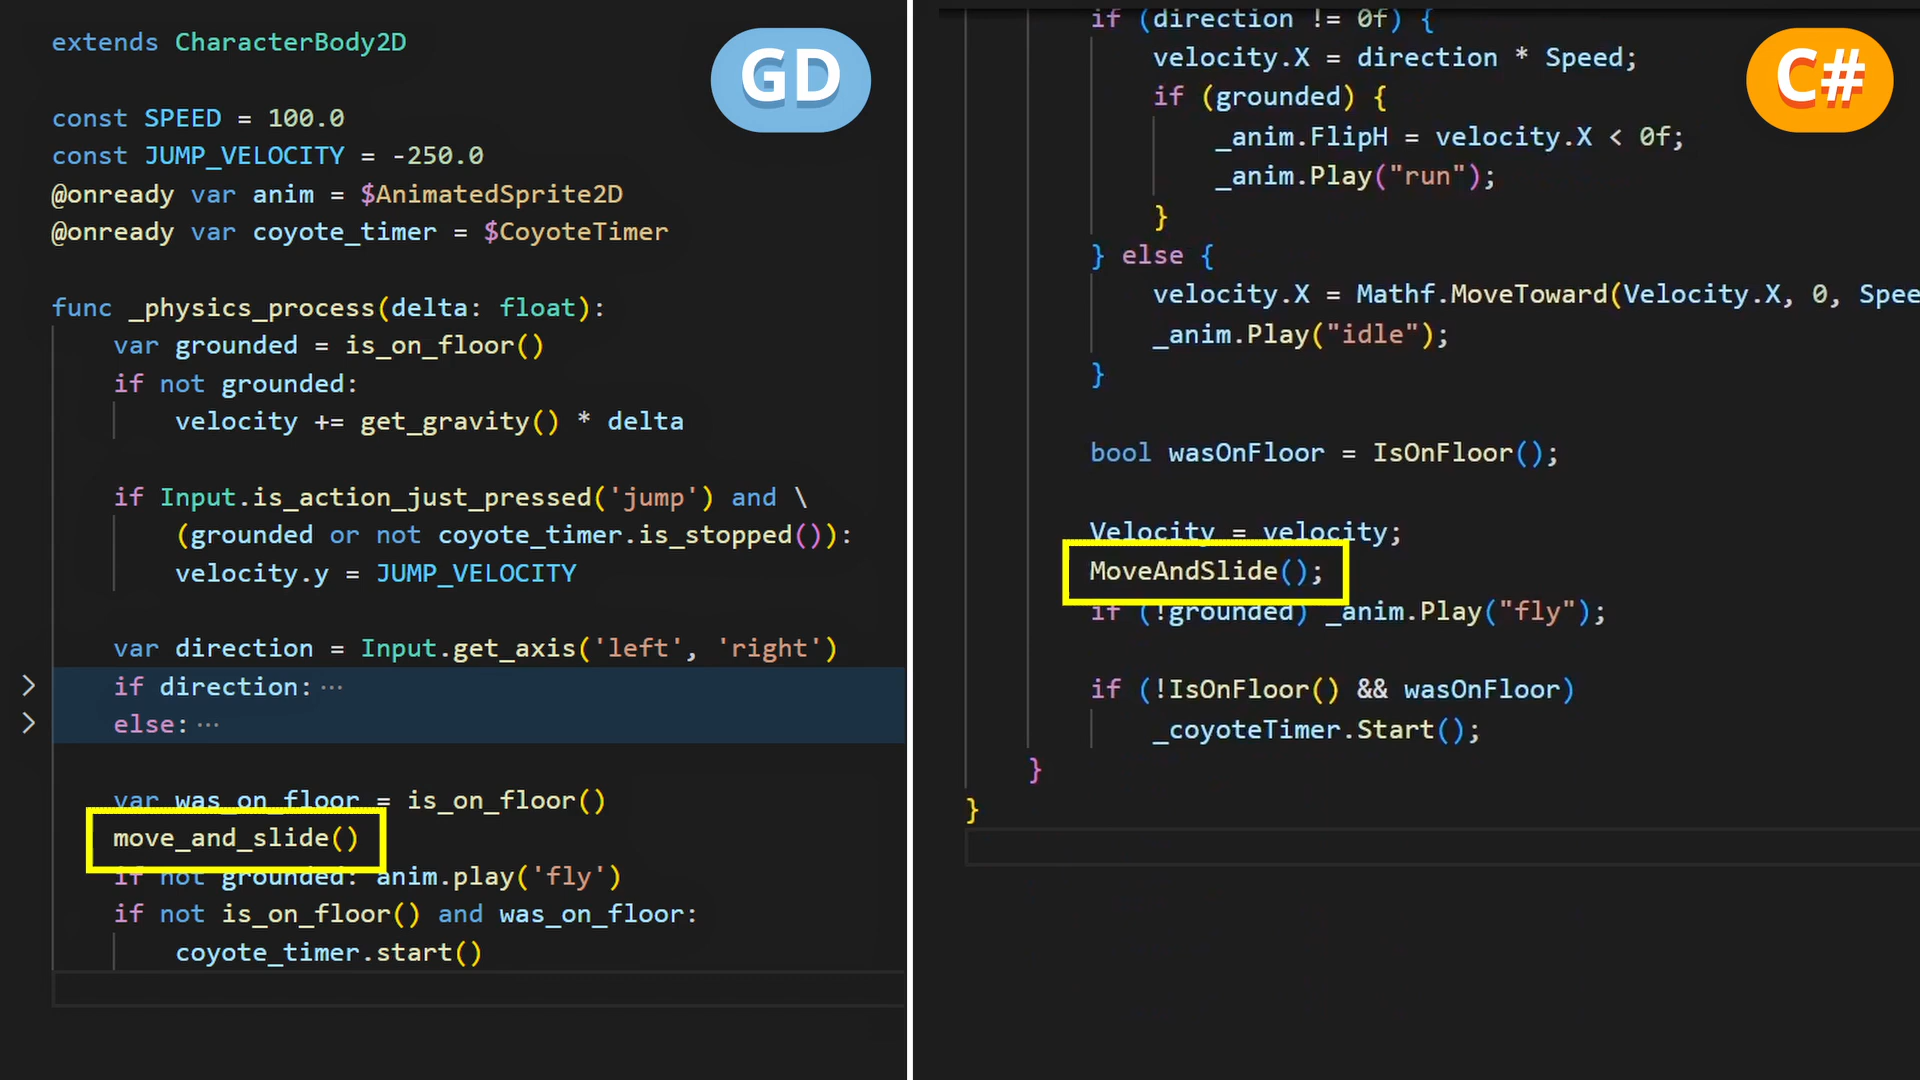 extends CharacterBody2D
GD
const SPEED = 100.0
const JUMP_VELOCITY = -250.0
@onready var anim = $AnimatedSprite2D
@onready var coyote_timer = $CoyoteTimer
func _physics_process(delta: float):
var grounded = is_on_floor()
if not grounded:
velocity += get_gravity() * delta
if Input.is_action_just_pressed('jump') and \
(grounded or not coyote_timer.is_stopped()):
velocity.y = JUMP_VELOCITY
var direction = Input.get_axis('left', 'right')
if direction: ···
else: ···
var was_on_floor = is_on_floor()
move_and_slide()
if not grounded: anim.play('fly')
if not is_on_floor() and was_on_floor:
coyote_timer.start()
if (direction != 0f) {
C#
velocity.X = direction * Speed;
if (grounded) {
_anim.FlipH = velocity.X < 0f;
_anim.Play("run");
}
} else {
velocity.X = Mathf.MoveToward(Velocity.X, 0, Spee
_anim.Play("idle");
}
bool wasOnFloor = IsOnFloor();
Velocity = velocity;
MoveAndSlide();
if (!grounded) _anim.Play("fly");
if (!IsOnFloor() && wasOnFloor)
_coyoteTimer.Start();
}
}